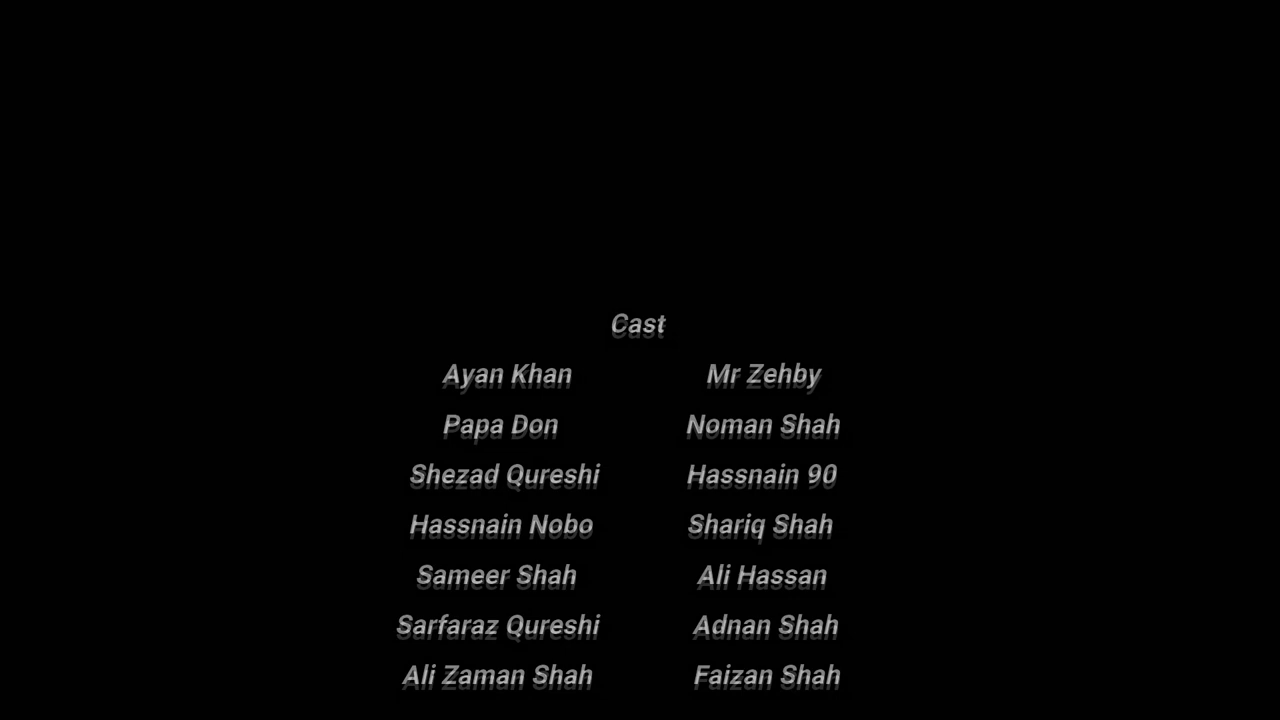 Cast
Ayan Khan Mr Zehby
Papa Don Noman Shah
Shezad Qureshi Hassnain 90
Hassnain Nobo Shariq Shah
Sameer Shah Ali Hassan
Sarfaraz Qureshi Adnan Shah
Ali Zaman Shah Faizan Shah